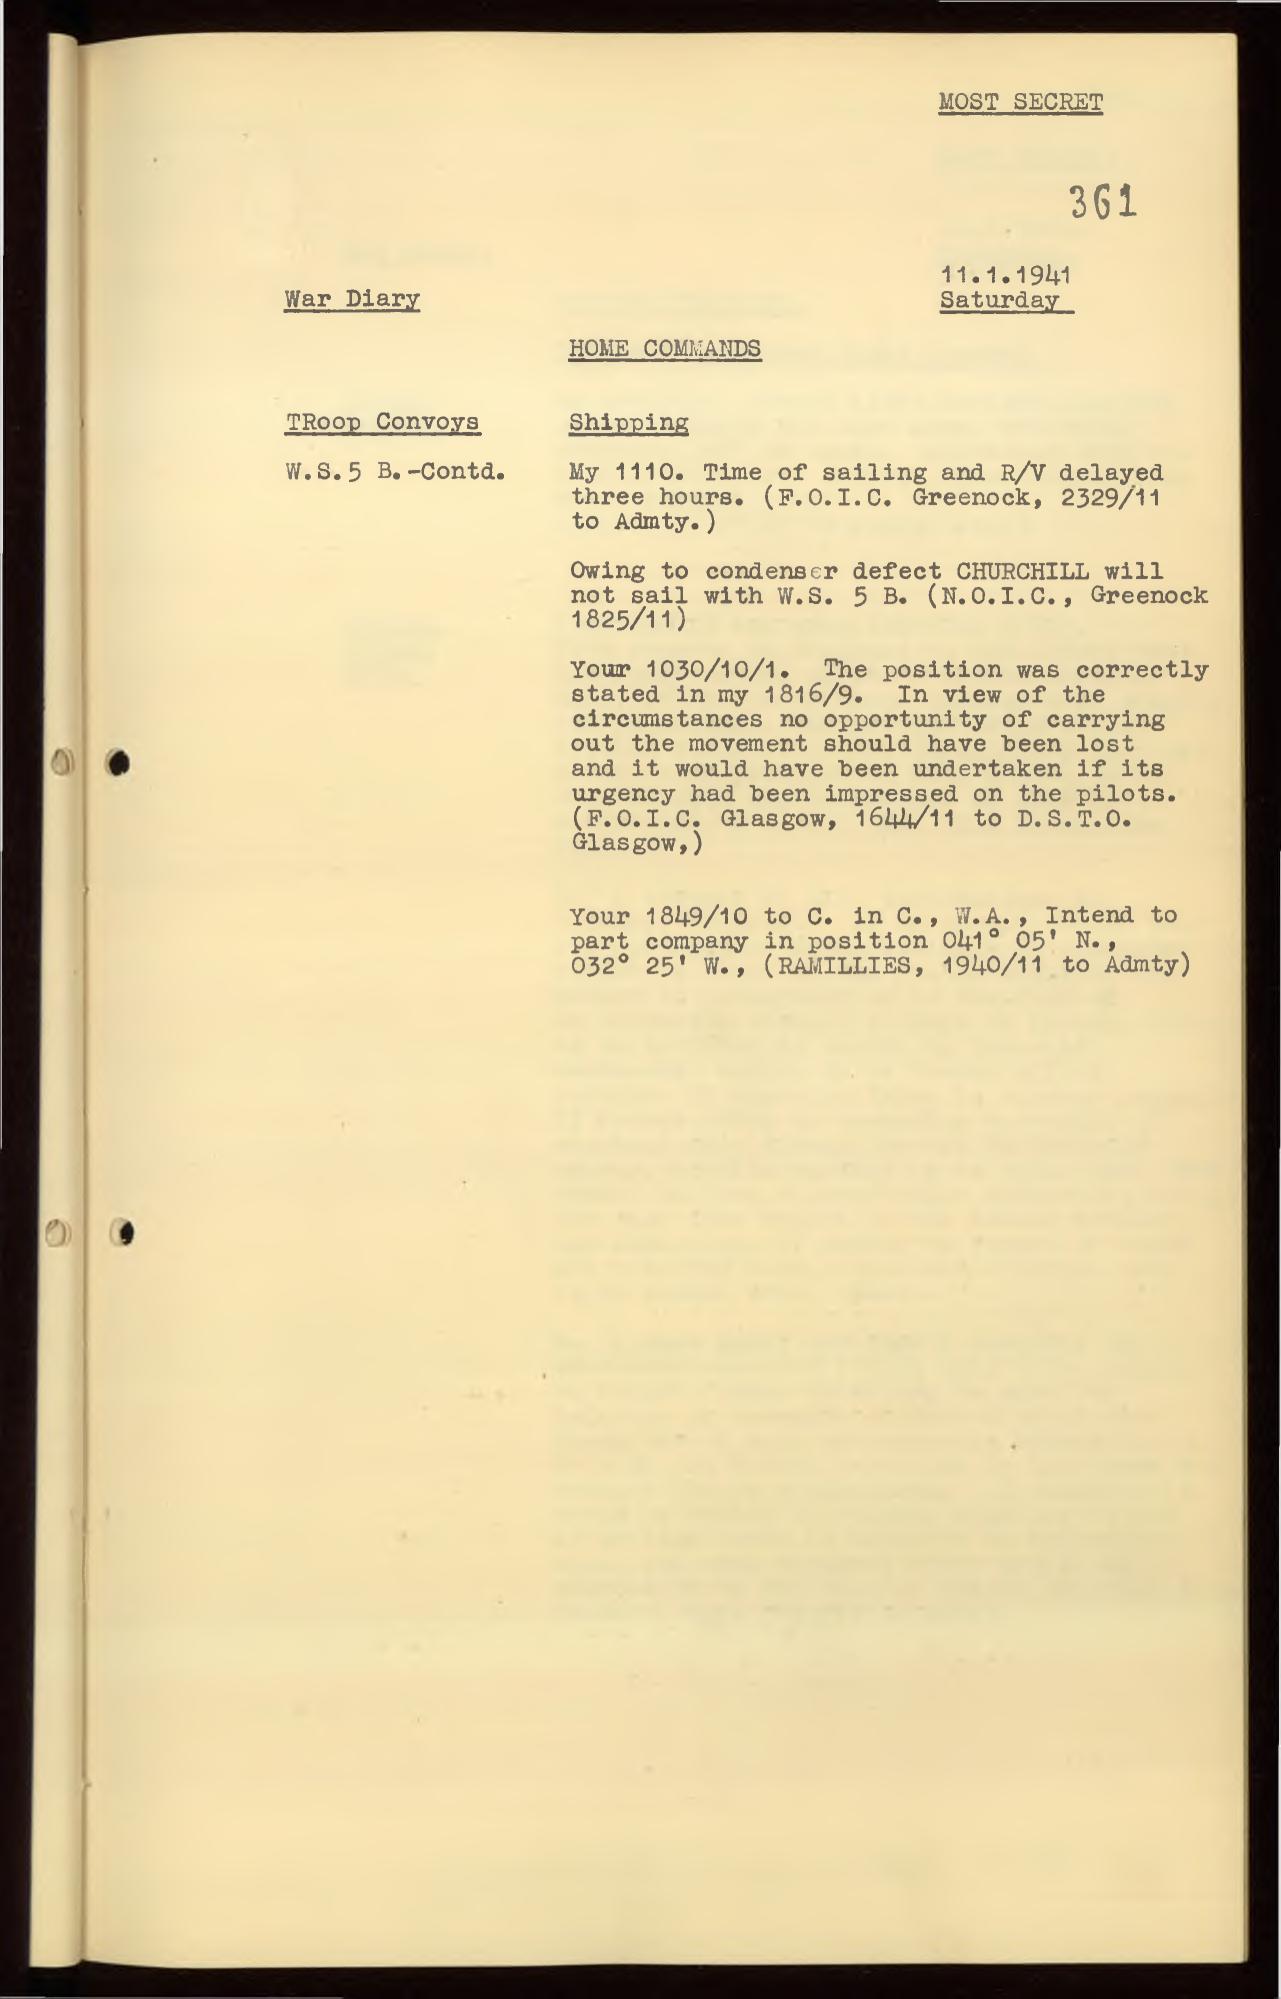 MOST SECRET
361
11.1.1941
War Diary
Saturday
HOME COMMANDS
TRoop Convoys
Shipping
W.S.5 B.-Contd.
My 1110. Time of sailing and R/V delayed
three hours. (F.O.I.C. Greenock, 2329/11
to Admty.)
Owing to condenser defect CHURCHILL will
not sail with W.S. 5 B. (N.O.I.C., Greenock
1825/11)
Your 1030/10/1. The position was correctly
stated in my 1816/9. In view of the
circumstances no opportunity of carrying
out the movement should have been lost
and it would have been undertaken if its
urgency had been impressed on the pilots.
(F.O.I.C. Glasgow, 1644/11 to D.S.T.O.
Glasgow,)
Your 1849/10 to C. in C., W.A., Intend to
part company in position 041° 05' N.,
032° 25' W., (RAMILLIES, 1940/11 to Admty)